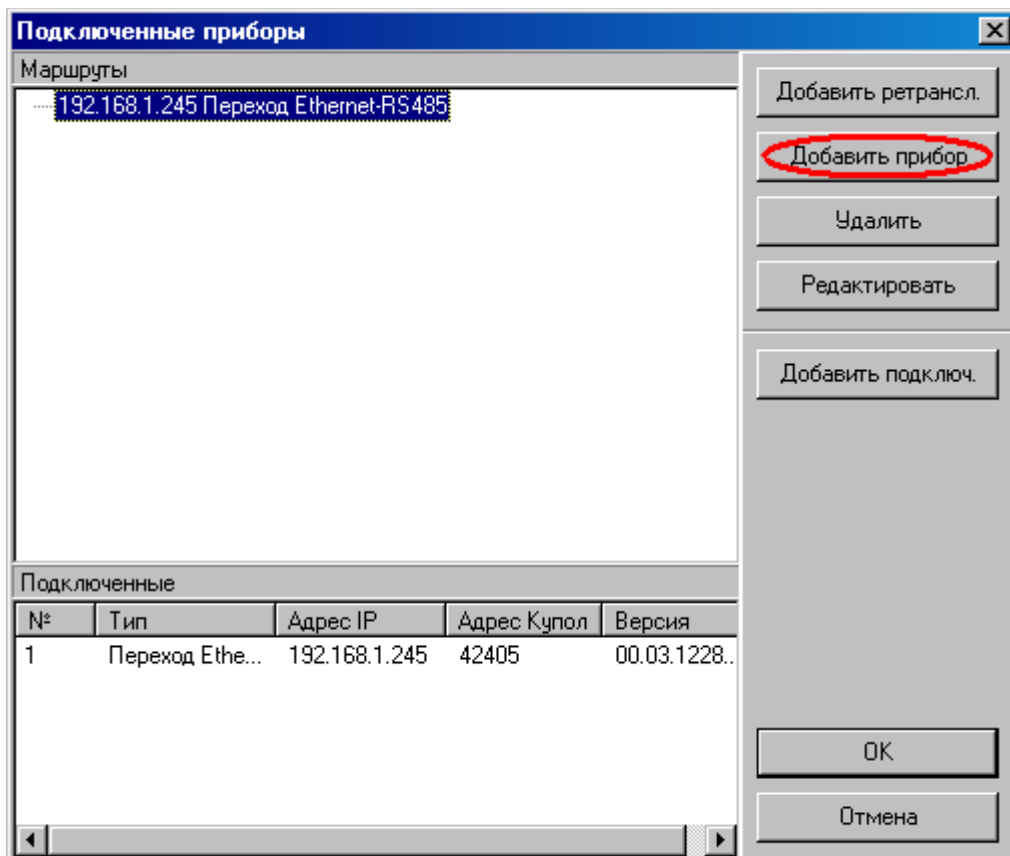 Подключенные приборы
Маршруты
192.168.1.245 Переход Ethernet-RS485
Добавить ретрансл.
Добавить прибор
Удалить
Редактировать
Добавить подключ.
Подключенные
№ Тип Адрес IP Адрес Купол Версия
1 Переход Ethe... 192.168.1.245 42405 00.03.1228..
OK
Отмена